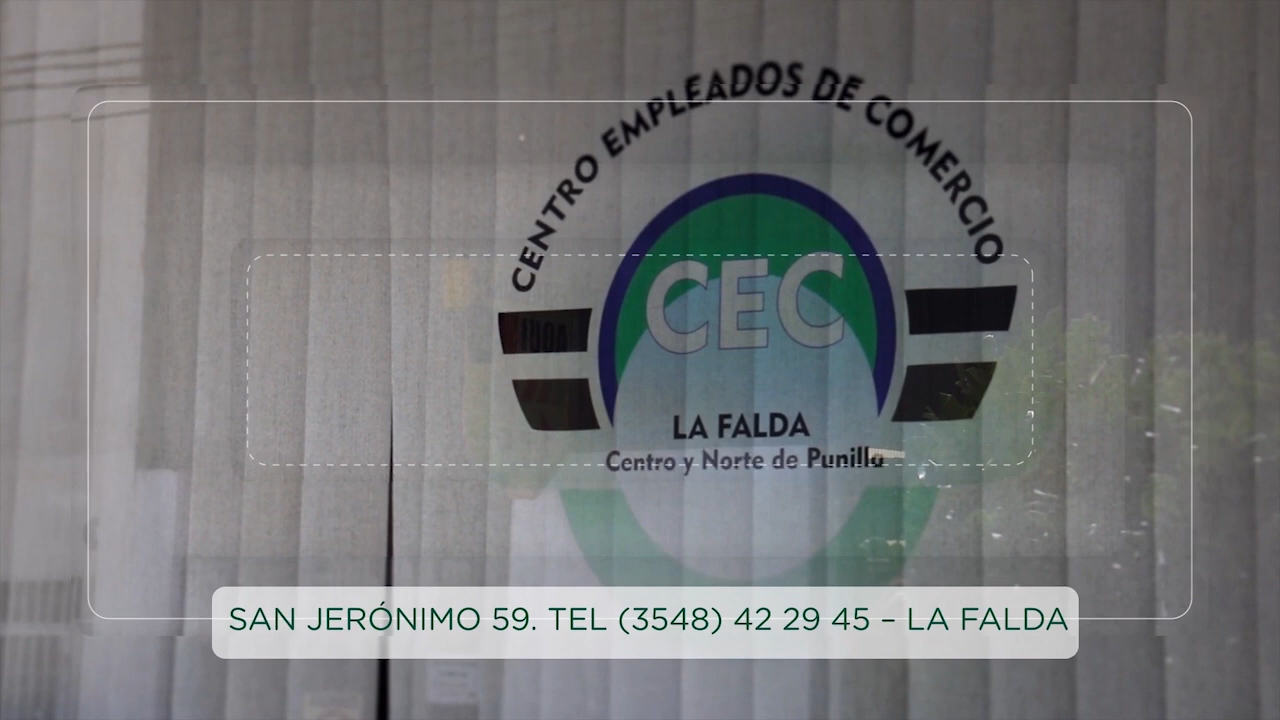 CENTRO EMPLEADOS DE COMERCIO
CEC
LA FALDA
Centro y Norte de Punilla
SAN JERÓNIMO 59. TEL (3548) 42 29 45 – LA FALDA